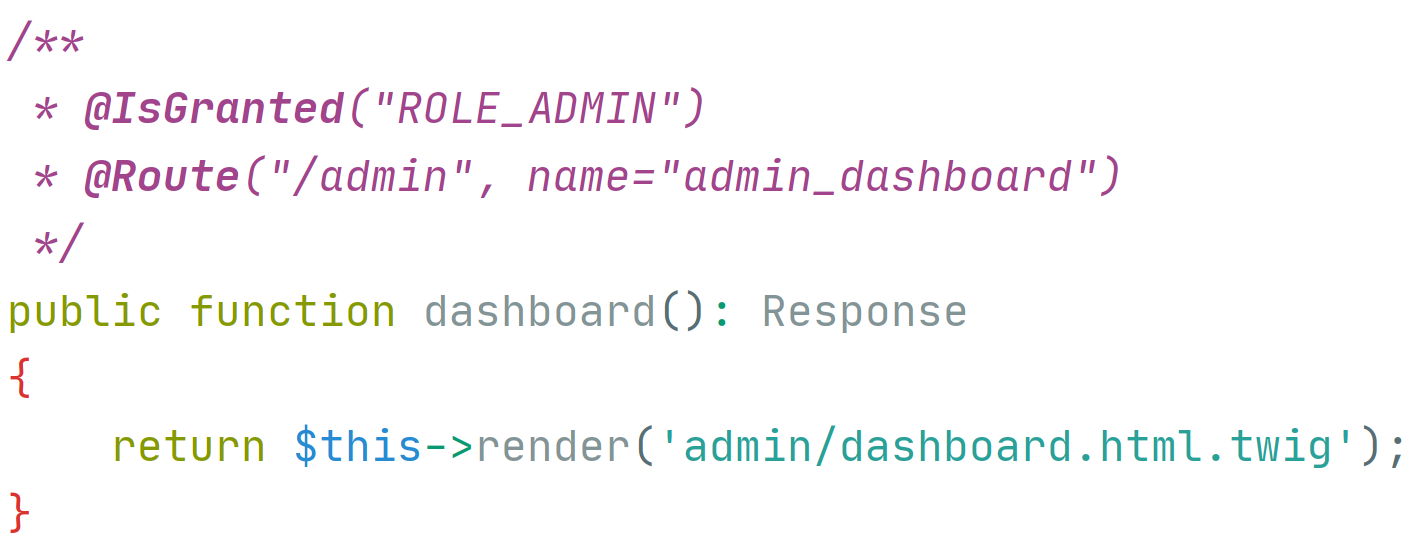 /**
 * @IsGranted("ROLE_ADMIN")
 * @Route("/admin", name="admin_dashboard")
 */
public function dashboard(): Response
{
    return $this->render('admin/dashboard.html.twig');
}